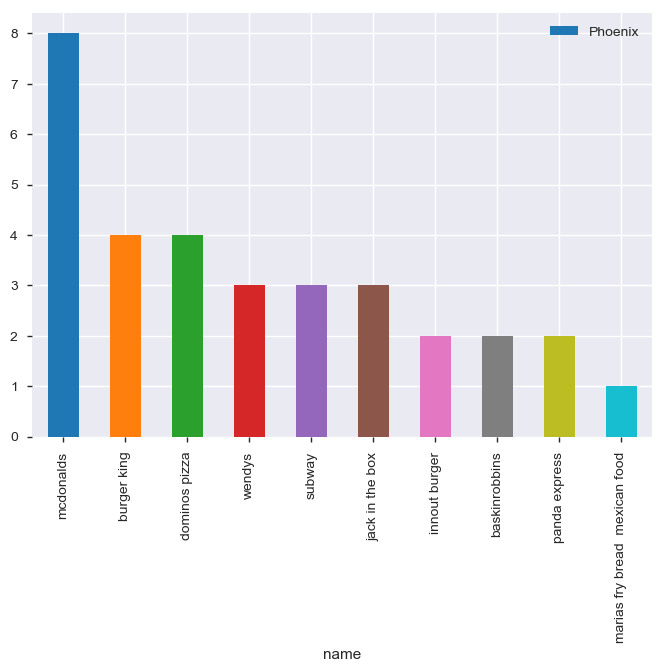 Phoenix
8
7
6
5
4
3
2
1
0
mcdonalds
burger king
dominos pizza
wendys
subway
jack in the box
innout burger
baskinrobbins
panda express
marias fry bread  mexican food
name